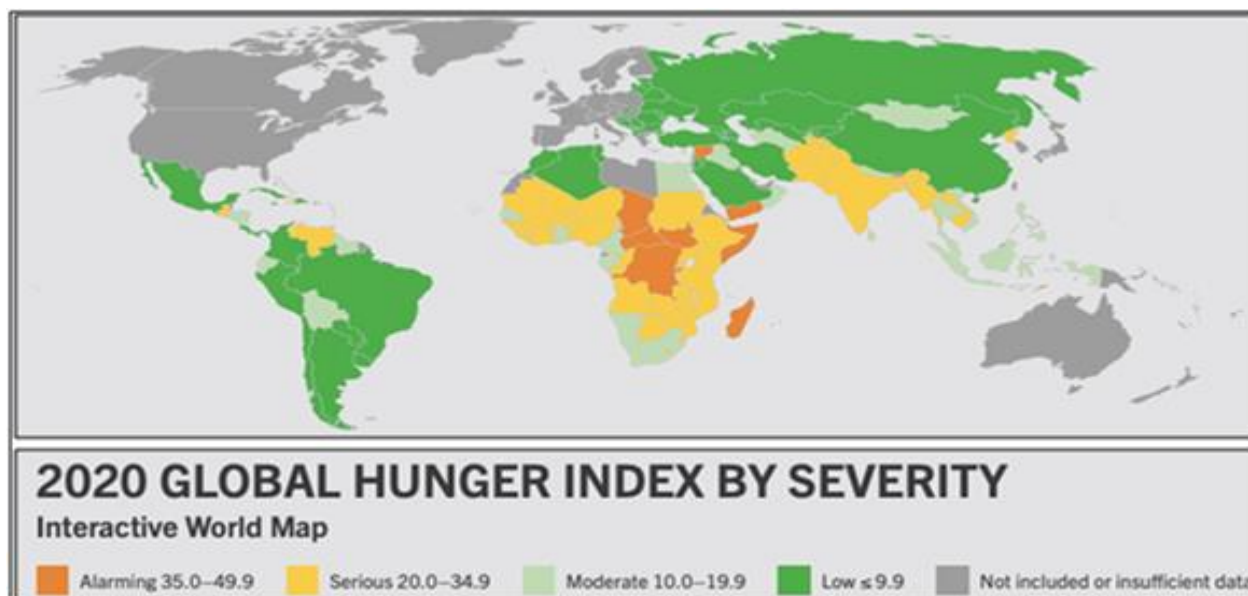 2020 GLOBAL HUNGER INDEX BY SEVERITY
Interactive World Map
Alarming 35.0–49.9 Serious 20.0–34.9 Moderate 10.0–19.9 Low ≤ 9.9 Not included or insufficient data